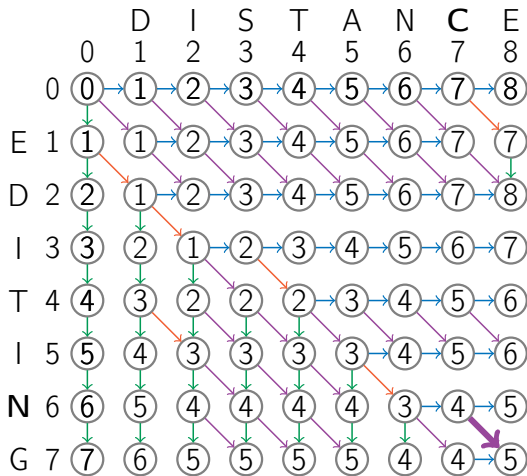 D I S T A N C E
0 1 2 3 4 5 6 7 8
0 0 1 2 3 4 5 6 7 8
E 1 1 1 2 3 4 5 6 7 7
D 2 2 1 2 3 4 5 6 7 8
I 3 3 2 1 2 3 4 5 6 7
T 4 4 3 2 2 2 3 4 5 6
I 5 5 4 3 3 3 3 4 5 6
N 6 6 5 4 4 4 4 3 4 5
G 7 7 6 5 5 5 5 4 4 5